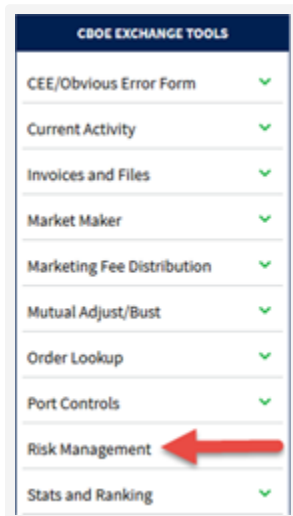 CBOE EXCHANGE TOOLS
CEE/Obvious Error Form
Current Activity
Invoices and Files
Market Maker
Marketing Fee Distribution
Mutual Adjust/Bust
Order Lookup
Port Controls
Risk Management
Stats and Ranking